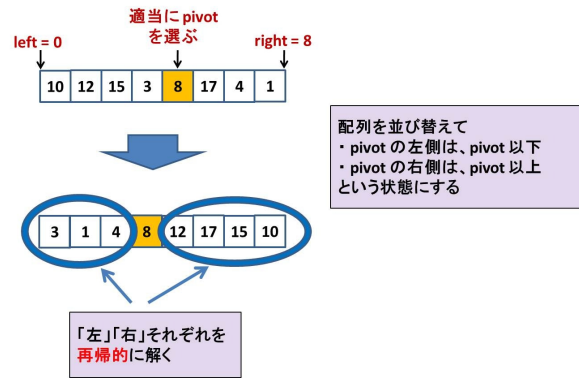 適当に pivot
を選ぶ
left = 0
right = 8
10 12 15 3 8 17 4 1
配列を並び替えて
・ pivot の左側は、pivot 以下
・ pivot の右側は、pivot 以上
という状態にする
3 1 4 8 12 17 15 10
「左」「右」それぞれを
再帰的に解く